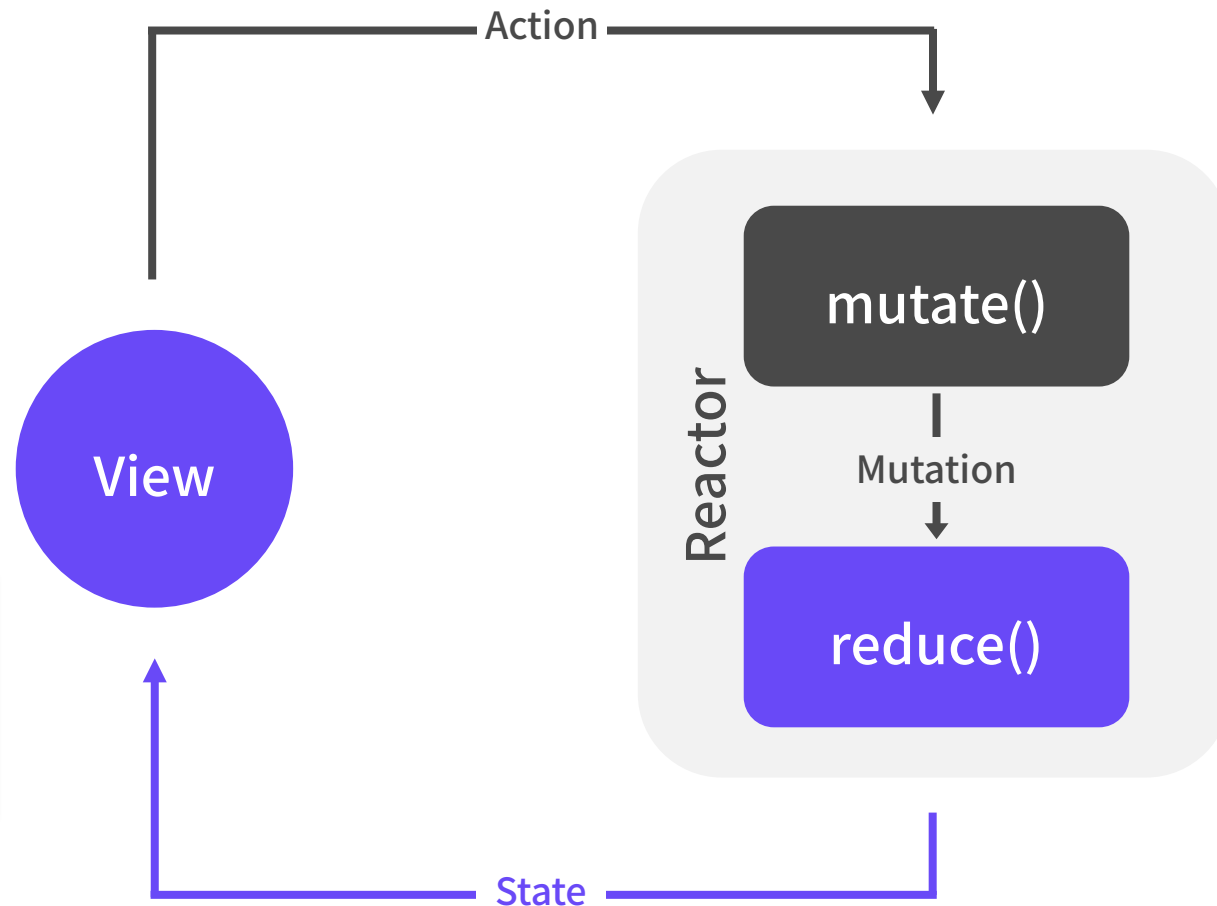 Action
mutate()
Reactor
Mutation
View
reduce()
State